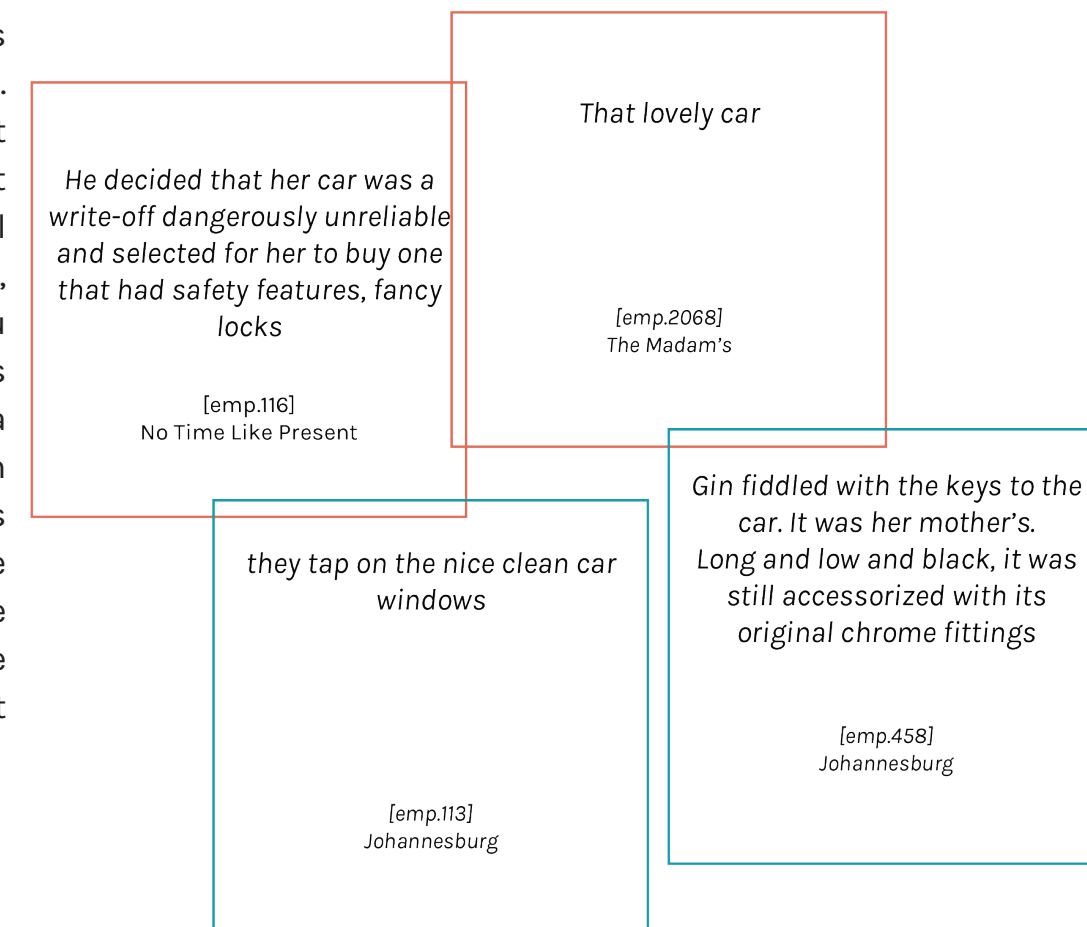 He decided that her car was a
write-off dangerously unreliable
and selected for her to buy one
that had safety features, fancy
locks
[emp.116]
No Time Like Present
That lovely car
[emp.2068]
The Madam's
they tap on the nice clean car
windows
[emp.113]
Johannesburg
Gin fiddled with the keys to the
car. It was her mother's.
Long and low and black, it was
still accessorized with its
original chrome fittings
[emp.458]
Johannesburg